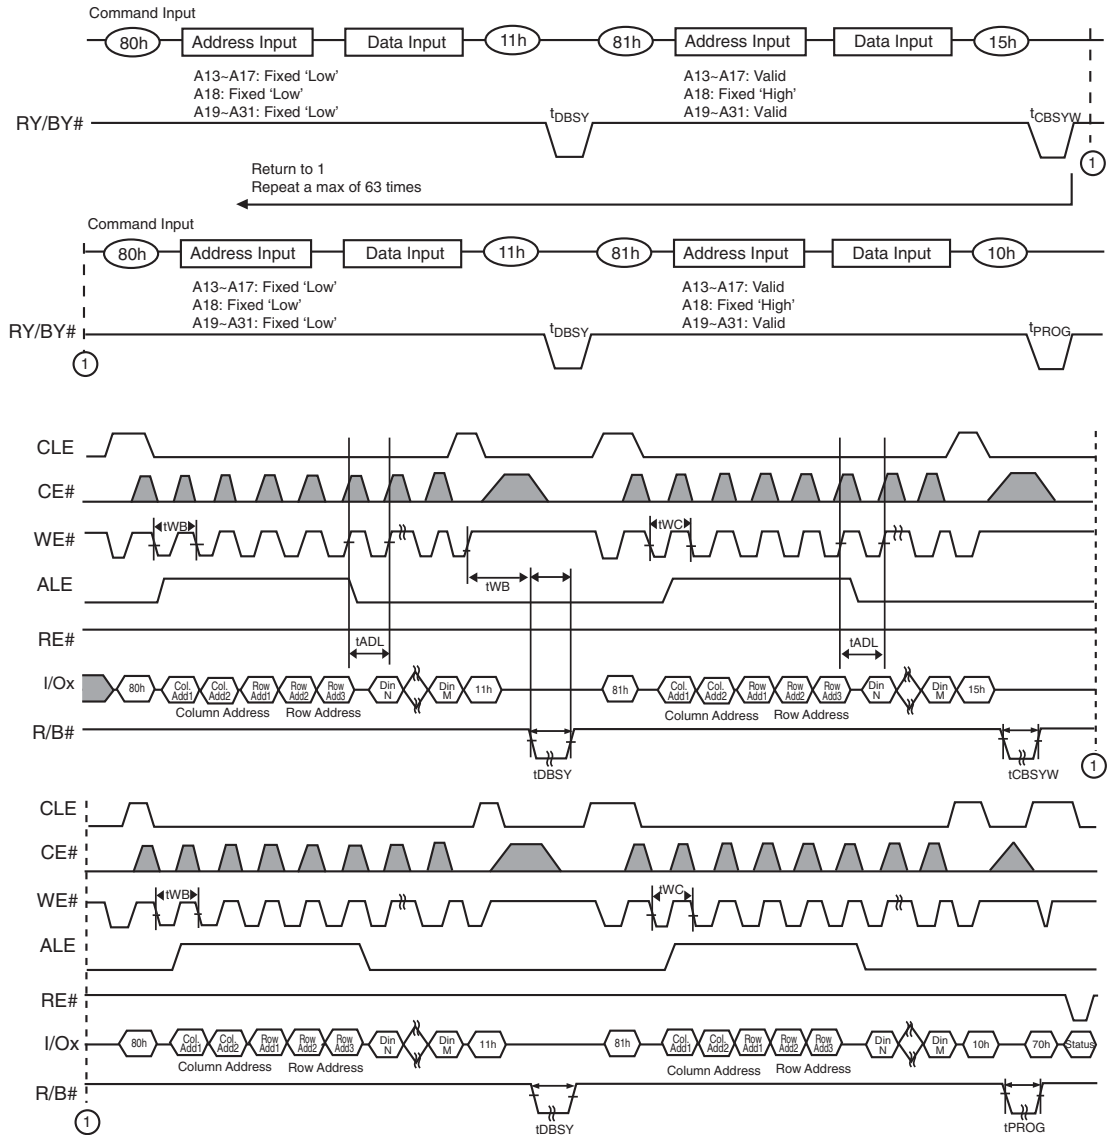 Command Input
80h Address Input Data Input 11h 81h Address Input Data Input 15h
A13~A17: Fixed 'Low' A13~A17: Valid
A18: Fixed 'Low' A18: Fixed 'High'
A19~A31: Fixed 'Low' A19~A31: Valid
RY/BY# tDBSY tCBSYW
1
Return to 1
Repeat a max of 63 times
Command Input
80h Address Input Data Input 11h 81h Address Input Data Input 10h
A13~A17: Fixed 'Low' A13~A17: Valid
A18: Fixed 'Low' A18: Fixed 'High'
A19~A31: Fixed 'Low' A19~A31: Valid
RY/BY# tDBSY tPROG
1
CLE
CE#
WE# tWB tWC
ALE tWB
RE#
tADL tADL
I/Ox 80h Col. Add1 Col. Add2 Row Add1 Row Add2 Row Add3 Din N Din M 11h 81h Col. Add1 Col. Add2 Row Add1 Row Add2 Row Add3 Din N Din M 15h
Column Address Row Address Column Address Row Address
R/B#
tDBSY tCBSYW 1
CLE
CE#
WE# tWB tWC
ALE
RE#
I/Ox 80h Col. Add1 Col. Add2 Row Add1 Row Add2 Row Add3 Din N Din M 11h 81h Col. Add1 Col. Add2 Row Add1 Row Add2 Row Add3 Din N Din M 10h 70h Status
Column Address Row Address Column Address Row Address
R/B#
1 tDBSY tPROG